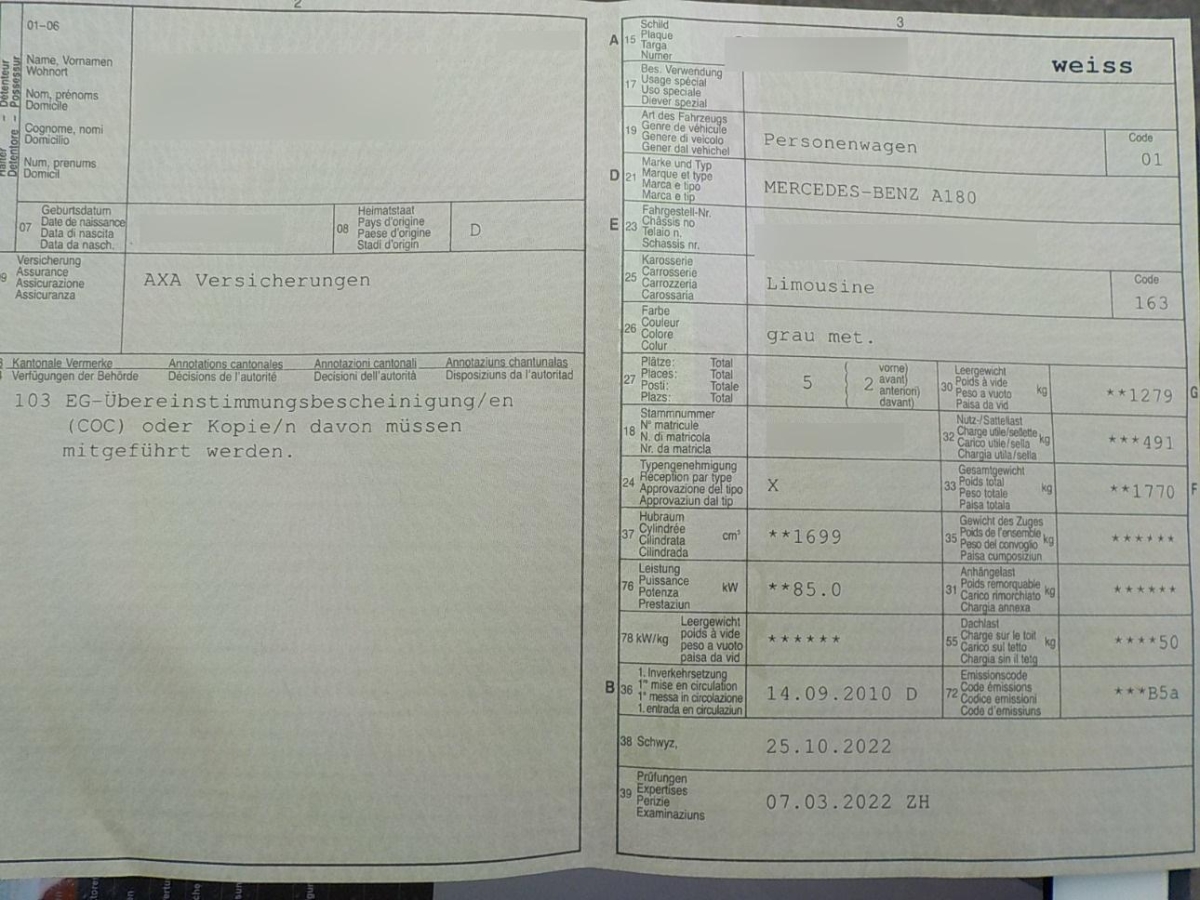 2
01-06
Name, Vornamen
Wohnort
Nom, prénoms
Domicile
Cognome, nomi
Domicilio
Num, prenums
Domicil
Détenteur
Possessur
Detentore
07
Geburtsdatum
Date de naissance
Data di nascita
Data da nasch.
08
Heimatstaat
Pays d'origine
Paese d'origine
Stadi d'origin
D
Versicherung
Assurance
Assicurazione
Assicuranza
AXA Versicherungen
Kantonale Vermerke Annotations cantonales Annotazioni cantonali Annotaziuns chantunalas
Verfügungen der Behörde Décisions de l'autorité Decisioni dell'autorità Disposiziuns da l'autoritad
103 EG-Übereinstimmungsbescheinigung/en
(COC) oder Kopie/n davon müssen
mitgeführt werden.
3
A 15
Schild
Plaque
Targa
Numer
weiss
17
Bes. Verwendung
Usage spécial
Uso speciale
Diever spezial
19
Art des Fahrzeugs
Genre de véhicule
Genere di veicolo
Gener dal vehichel
Personenwagen
Code
01
D 21
Marke und Typ
Marque et type
Marca e tipo
Marca e tip
MERCEDES-BENZ A180
E 23
Fahrgestell-Nr.
Châssis no
Telaio n.
Schassis nr.
25
Karosserie
Carrosserie
Carrozzeria
Carossaria
Limousine
Code
163
26
Farbe
Couleur
Colore
Colur
grau met.
27
Plätze: Total
Places: Total
Posti: Totale
Plazs: Total
5
2
vorne)
avant)
anteriori)
davant)
30
Leergewicht
Poids à vide
Peso a vuoto
Paisa da vid
kg
**1279
G
18
Stammnummer
N° matricule
N. di matricola
Nr. da matricla
32
Nutz-/Sattellast
Charge utile/sellette
Carico utile/sella
Chargia utila/sella
kg
***491
24
Typengenehmigung
Réception par type
Approvazione del tipo
Approvaziun dal tip
X
33
Gesamtgewicht
Poids total
Peso totale
Paisa totala
kg
**1770
F
37
Hubraum
Cylindrée
Cilindrata
Cilindrada
cm³
**1699
35
Gewicht des Zuges
Poids de l'ensemble
Peso del convoglio
Paisa cumposiziun
kg
******
76
Leistung
Puissance
Potenza
Prestaziun
kW
**85.0
31
Anhängelast
Poids remorquable
Carico rimorchiato
Chargia annexa
kg
******
78 kW/kg
Leergewicht
poids à vide
peso a vuoto
paisa da vid
******
55
Dachlast
Charge sur le toit
Carico sul tetto
Chargia sin il tetg
kg
****50
B 36
1. Inverkehrsetzung
1re mise en circulation
1a messa in circolazione
1. entrada en circulaziun
14.09.2010 D
72
Emissionscode
Code émissions
Codice emissioni
Code d'emissiuns
***B5a
38 Schwyz,
25.10.2022
39
Prüfungen
Expertises
Perizie
Examinaziuns
07.03.2022 ZH